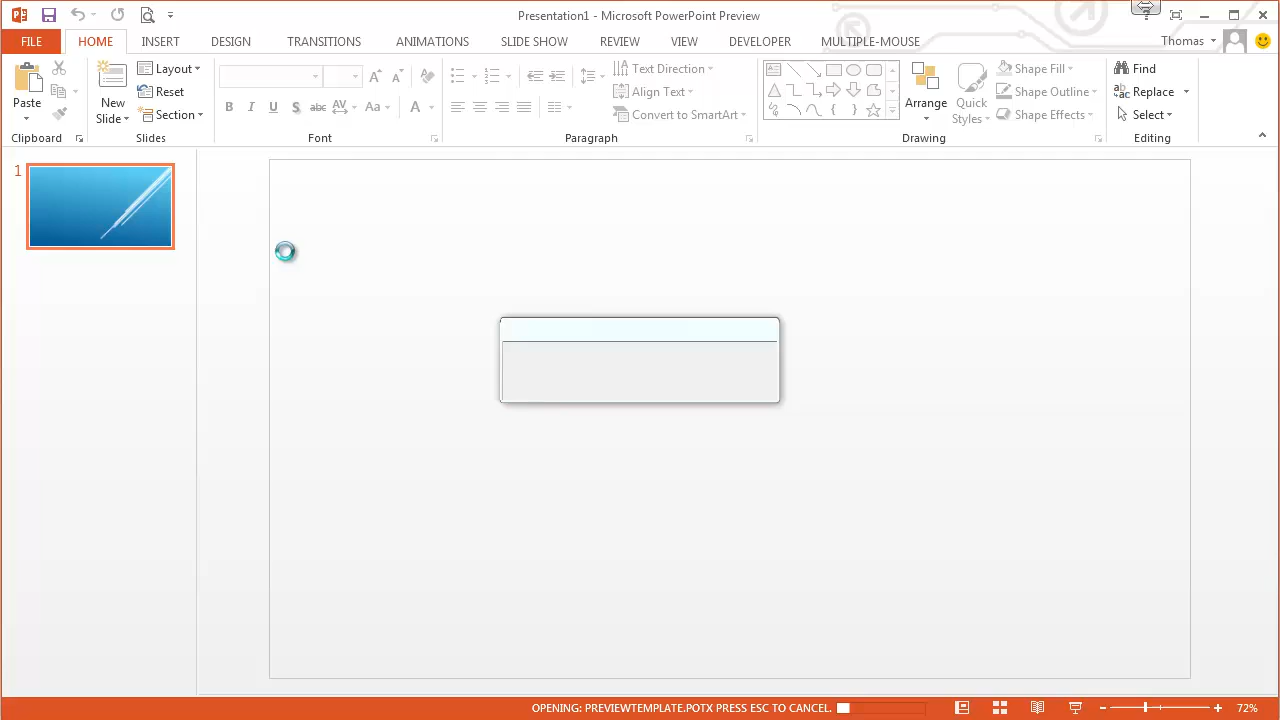 Presentation1 - Microsoft PowerPoint Preview
FILE HOME INSERT DESIGN TRANSITIONS ANIMATIONS SLIDE SHOW REVIEW VIEW DEVELOPER MULTIPLE-MOUSE Thomas
Paste
Clipboard
New
Slide
Layout
Reset
Section
Slides
B I U S abc AV Aa A
Font
Text Direction
Align Text
Convert to SmartArt
Paragraph
Arrange
Quick
Styles
Shape Fill
Shape Outline
Shape Effects
Drawing
Find
Replace
Select
Editing
1
OPENING: PREVIEWTEMPLATE.POTX PRESS ESC TO CANCEL. 72%